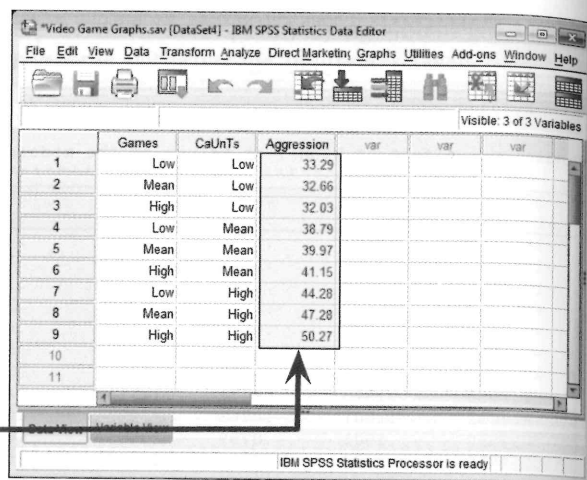 *Video Game Graphs.sav [DataSet4] - IBM SPSS Statistics Data Editor
File Edit View Data Transform Analyze Direct Marketing Graphs Utilities Add-ons Window Help
Visible: 3 of 3 Variables
Games CaUnTs Aggression var var var
1 Low Low 33.29
2 Mean Low 32.66
3 High Low 32.03
4 Low Mean 38.79
5 Mean Mean 39.97
6 High Mean 41.15
7 Low High 44.28
8 Mean High 47.28
9 High High 50.27
10
11
Data View Variable View
IBM SPSS Statistics Processor is ready